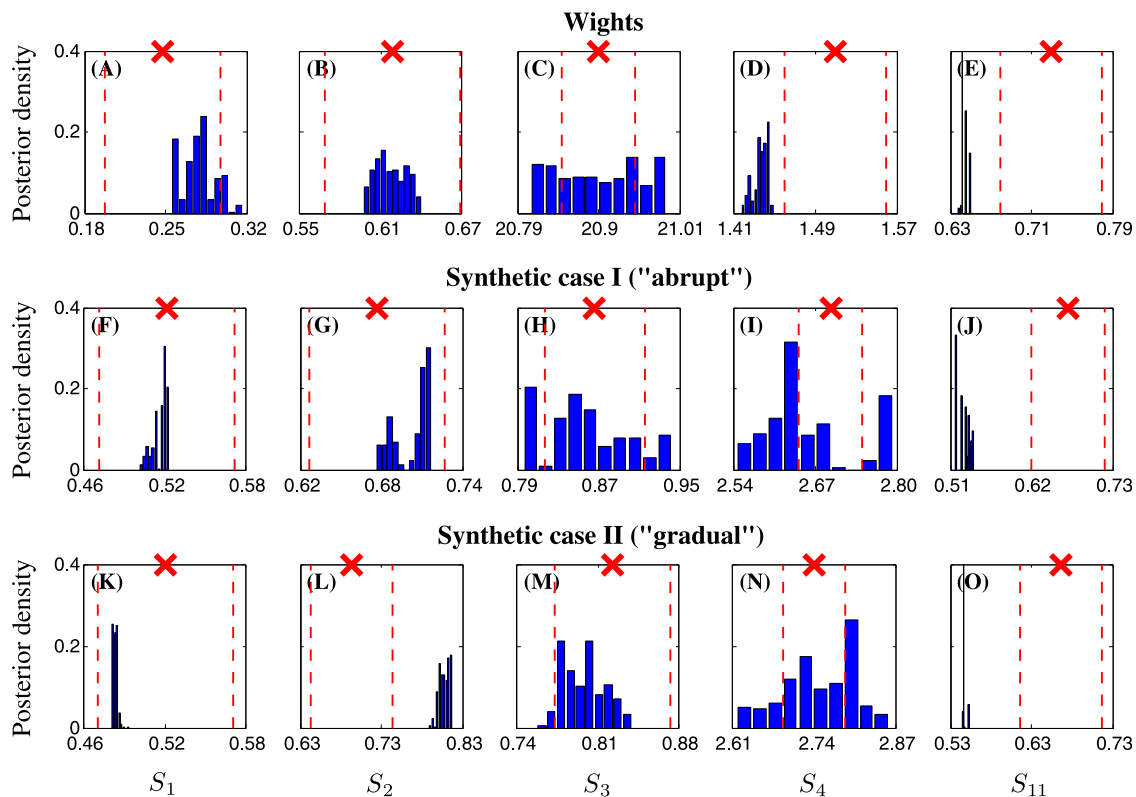 Wights
Posterior density
0.4
0.2
0
(A)
0.18 0.25 0.32
(B)
0.55 0.61 0.67
(C)
20.79 20.9 21.01
(D)
1.41 1.49 1.57
(E)
0.63 0.71 0.79
Synthetic case I ("abrupt")
Posterior density
0.4
0.2
0
(F)
0.46 0.52 0.58
(G)
0.62 0.68 0.74
(H)
0.79 0.87 0.95
(I)
2.54 2.67 2.80
(J)
0.51 0.62 0.73
Synthetic case II ("gradual")
Posterior density
0.4
0.2
0
(K)
0.46 0.52 0.58
(L)
0.63 0.73 0.83
(M)
0.74 0.81 0.88
(N)
2.61 2.74 2.87
(O)
0.53 0.63 0.73
S₁ S₂ S₃ S₄ S₁₁